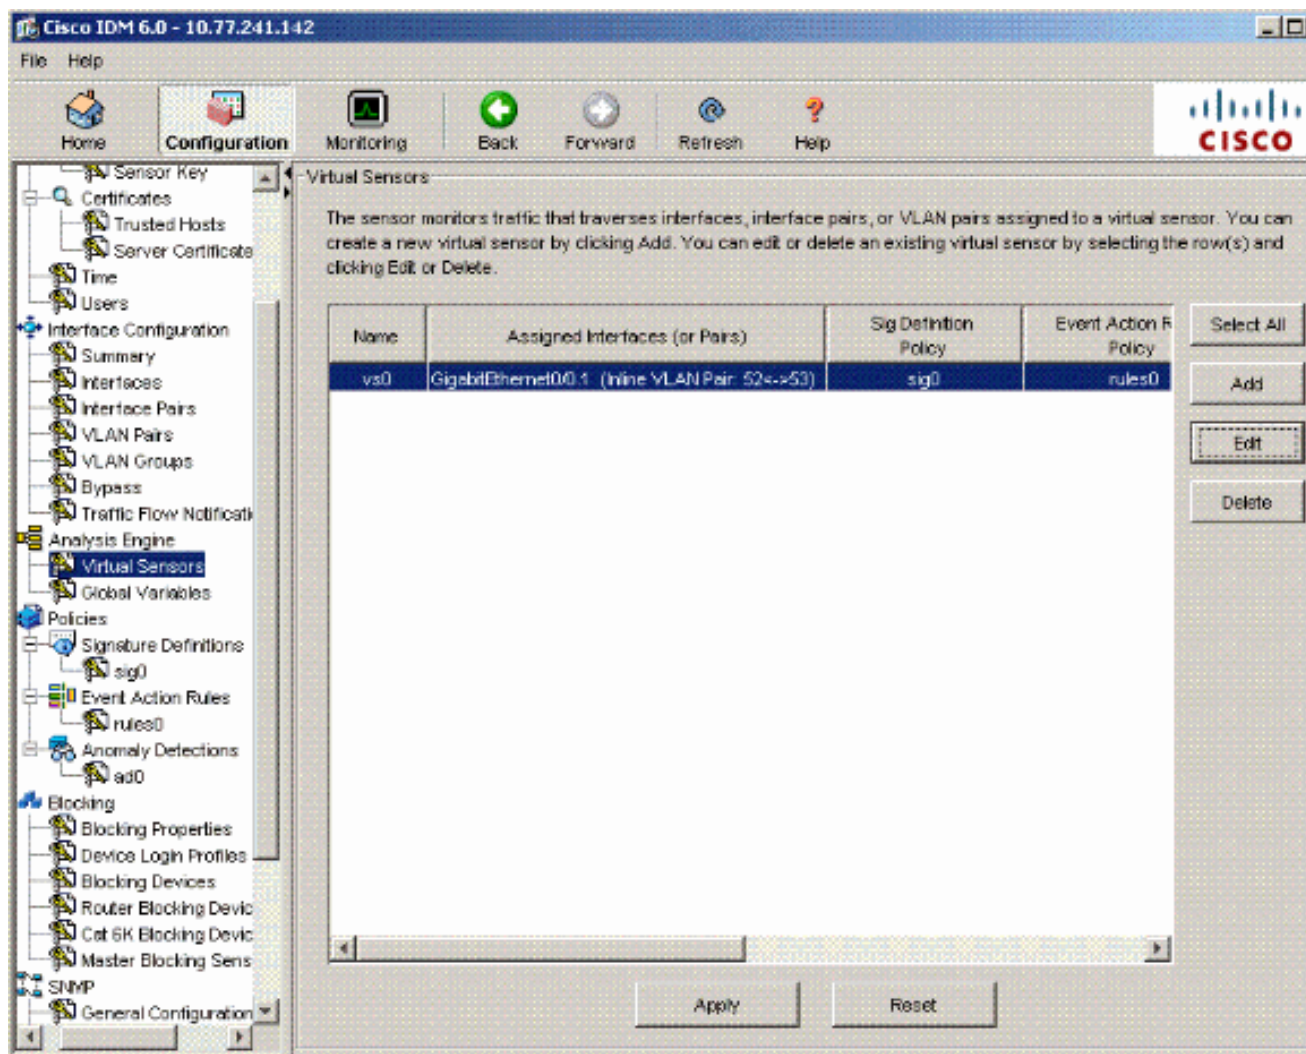 Cisco IDM 6.0 - 10.77.241.142
File Help
Home Configuration Monitoring Back Forward Refresh Help
CISCO
Sensor Key
Certificates
Trusted Hosts
Server Certificate
Time
Users
Interface Configuration
Summary
Interfaces
Interface Pairs
VLAN Pairs
VLAN Groups
Bypass
Traffic Flow Notificati
Analysis Engine
Virtual Sensors
Global Variables
Policies
Signature Definitions
sig0
Event Action Rules
rules0
Anomaly Detections
ad0
Blocking
Blocking Properties
Device Login Profiles
Blocking Devices
Router Blocking Devic
Cat 6K Blocking Devic
Master Blocking Sens
SNMP
General Configuration
Virtual Sensors
The sensor monitors traffic that traverses interfaces, interface pairs, or VLAN pairs assigned to a virtual sensor. You can
create a new virtual sensor by clicking Add. You can edit or delete an existing virtual sensor by selecting the row(s) and
clicking Edit or Delete.
Name Assigned Interfaces (or Pairs) Sig Definition Policy Event Action R Policy
vs0 GigabitEthernet0/0.1 (Inline VLAN Pair: 52<->53) sig0 rules0
Select All
Add
Edit
Delete
Apply Reset